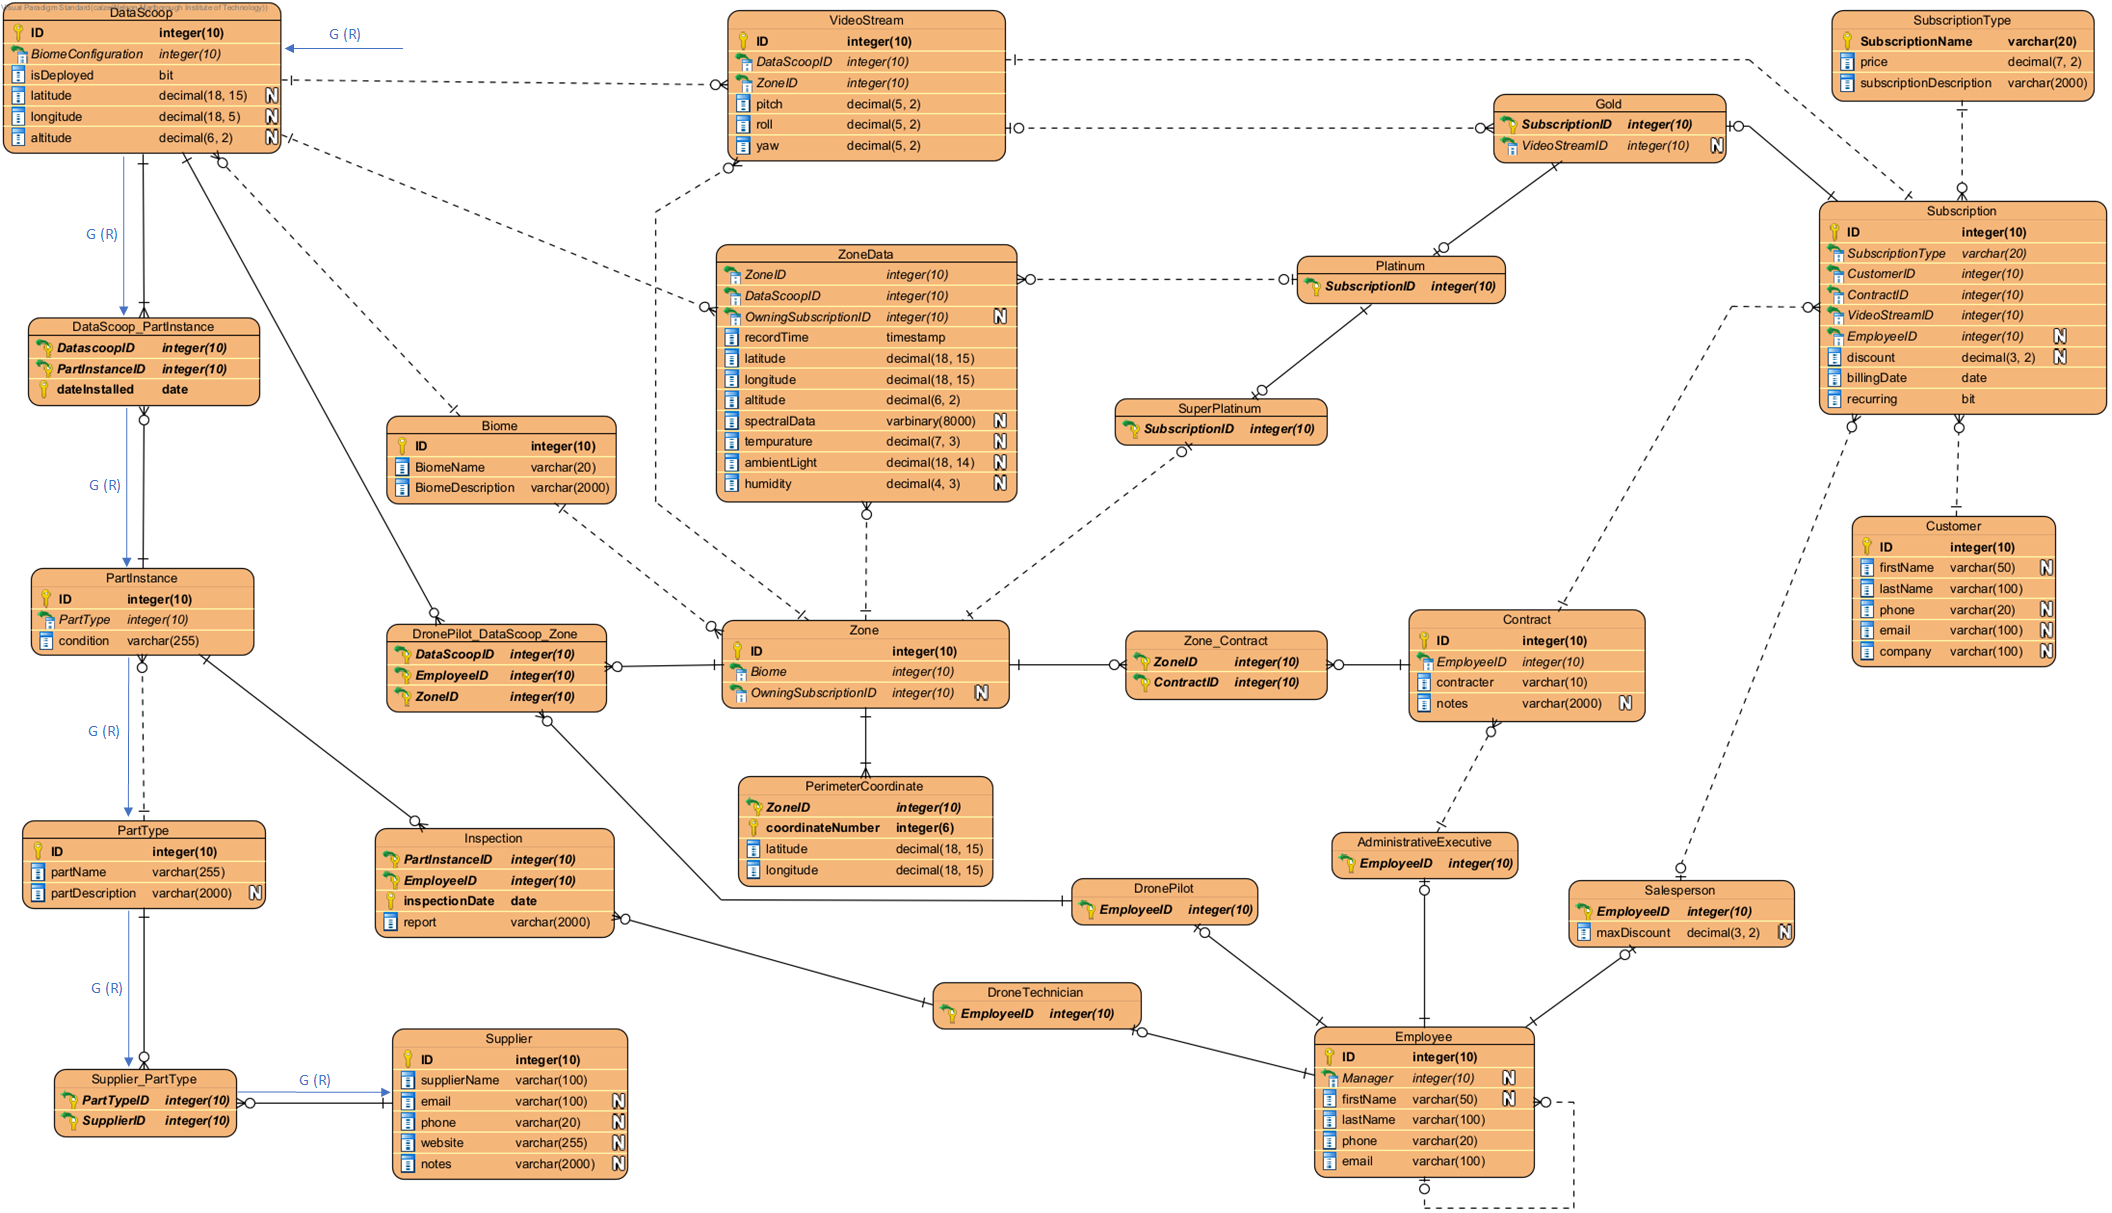 DataScoop
ID integer(10)
BiomeConfiguration integer(10)
isDeployed bit
latitude decimal(18, 15) N
longitude decimal(18, 5) N
altitude decimal(6, 2) N
G (R)
VideoStream
ID integer(10)
DataScoopID integer(10)
ZoneID integer(10)
pitch decimal(5, 2)
roll decimal(5, 2)
yaw decimal(5, 2)
SubscriptionType
SubscriptionName varchar(20)
price decimal(7, 2)
subscriptionDescription varchar(2000)
Gold
SubscriptionID integer(10)
VideoStreamID integer(10) N
Subscription
ID integer(10)
SubscriptionType varchar(20)
CustomerID integer(10)
ContractID integer(10)
VideoStreamID integer(10)
EmployeeID integer(10) N
discount decimal(3, 2) N
billingDate date
recurring bit
G (R)
ZoneData
ZoneID integer(10)
DataScoopID integer(10)
OwningSubscriptionID integer(10) N
recordTime timestamp
latitude decimal(18, 15)
longitude decimal(18, 15)
altitude decimal(6, 2)
spectralData varbinary(8000) N
tempurature decimal(7, 3) N
ambientLight decimal(18, 14) N
humidity decimal(4, 3) N
Platinum
SubscriptionID integer(10)
DataScoop_PartInstance
DatascoopID integer(10)
PartInstanceID integer(10)
dateInstalled date
SuperPlatinum
SubscriptionID integer(10)
Biome
ID integer(10)
BiomeName varchar(20)
BiomeDescription varchar(2000)
G (R)
Customer
ID integer(10)
firstName varchar(50) N
lastName varchar(100)
phone varchar(20) N
email varchar(100) N
company varchar(100) N
PartInstance
ID integer(10)
PartType integer(10)
condition varchar(255)
DronePilot_DataScoop_Zone
DataScoopID integer(10)
EmployeeID integer(10)
ZoneID integer(10)
Zone
ID integer(10)
Biome integer(10)
OwningSubscriptionID integer(10) N
Zone_Contract
ZoneID integer(10)
ContractID integer(10)
Contract
ID integer(10)
EmployeeID integer(10)
contracter varchar(10)
notes varchar(2000) N
G (R)
PerimeterCoordinate
ZoneID integer(10)
coordinateNumber integer(6)
latitude decimal(18, 15)
longitude decimal(18, 15)
PartType
ID integer(10)
partName varchar(255)
partDescription varchar(2000) N
Inspection
PartInstanceID integer(10)
EmployeeID integer(10)
inspectionDate date
report varchar(2000)
AdministrativeExecutive
EmployeeID integer(10)
DronePilot
EmployeeID integer(10)
Salesperson
EmployeeID integer(10)
maxDiscount decimal(3, 2) N
G (R)
DroneTechnician
EmployeeID integer(10)
Supplier
ID integer(10)
supplierName varchar(100)
email varchar(100) N
phone varchar(20) N
website varchar(255) N
notes varchar(2000) N
Employee
ID integer(10)
Manager integer(10) N
firstName varchar(50) N
lastName varchar(100)
phone varchar(20)
email varchar(100)
Supplier_PartType
PartTypeID integer(10)
SupplierID integer(10)
G (R)